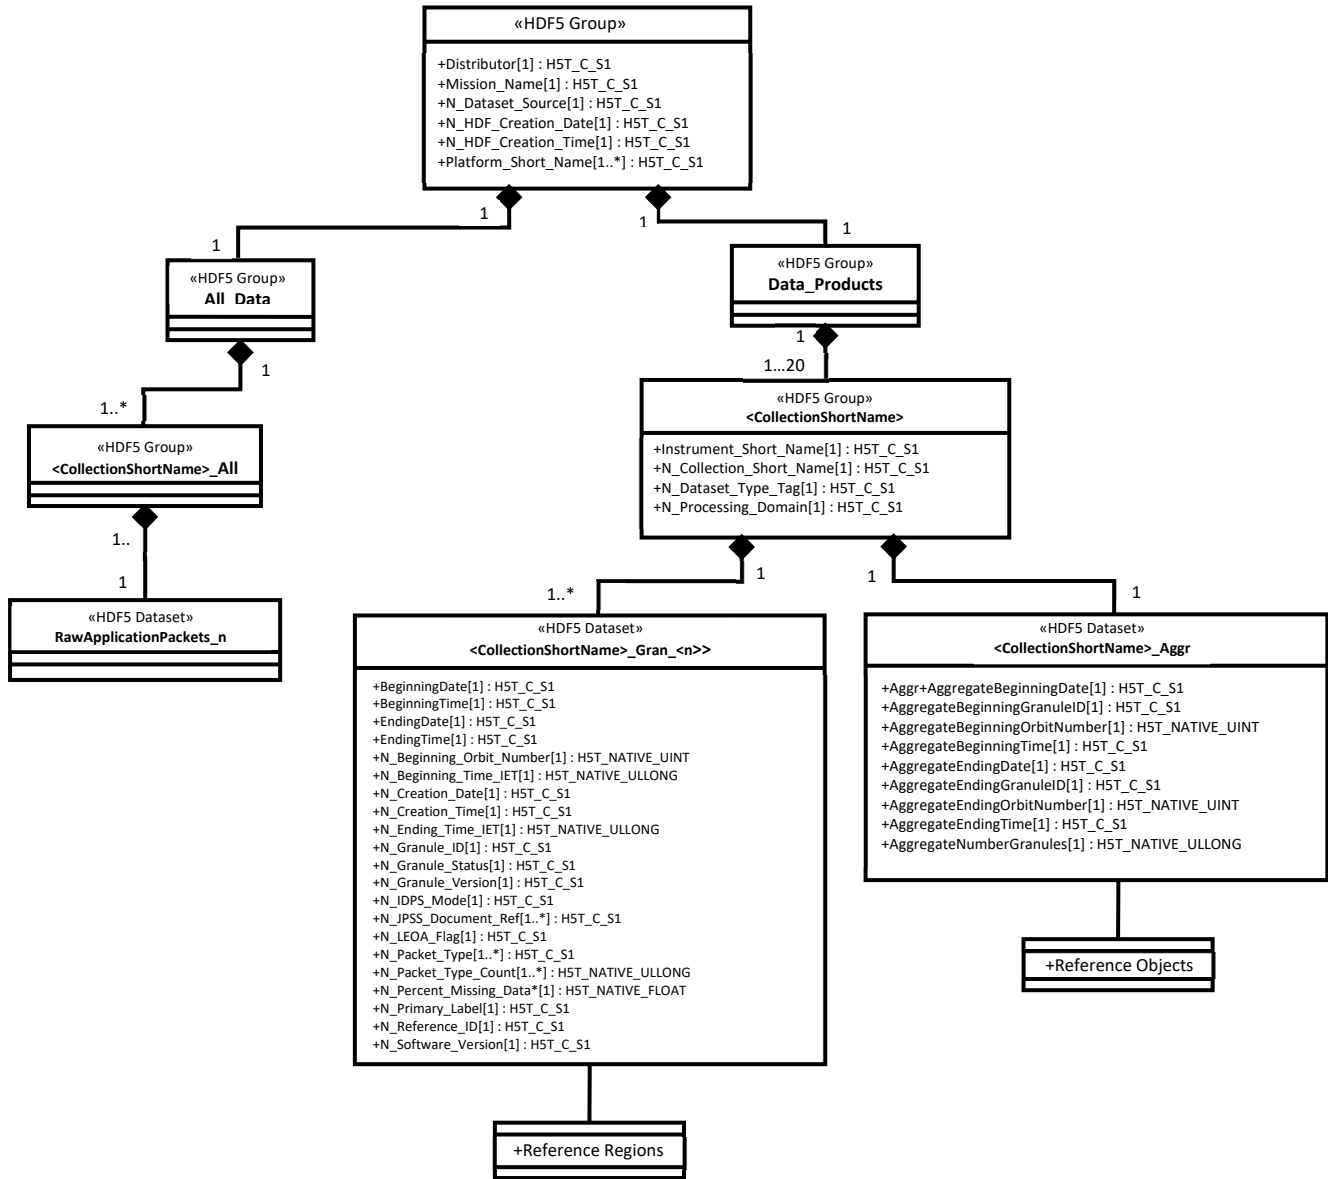 «HDF5 Group»
+Distributor[1] : H5T_C_S1
+Mission_Name[1] : H5T_C_S1
+N_Dataset_Source[1] : H5T_C_S1
+N_HDF_Creation_Date[1] : H5T_C_S1
+N_HDF_Creation_Time[1] : H5T_C_S1
+Platform_Short_Name[1..*] : H5T_C_S1
1
1
1
1
«HDF5 Group»
All_Data
1
1..*
«HDF5 Group»
<CollectionShortName>_All
1..
1
«HDF5 Dataset»
RawApplicationPackets_n
«HDF5 Group»
Data_Products
1
1...20
«HDF5 Group»
<CollectionShortName>
+Instrument_Short_Name[1] : H5T_C_S1
+N_Collection_Short_Name[1] : H5T_C_S1
+N_Dataset_Type_Tag[1] : H5T_C_S1
+N_Processing_Domain[1] : H5T_C_S1
1
1..*
1
1
«HDF5 Dataset»
<CollectionShortName>_Gran_<n>>
+BeginningDate[1] : H5T_C_S1
+BeginningTime[1] : H5T_C_S1
+EndingDate[1] : H5T_C_S1
+EndingTime[1] : H5T_C_S1
+N_Beginning_Orbit_Number[1] : H5T_NATIVE_UINT
+N_Beginning_Time_IET[1] : H5T_NATIVE_ULLONG
+N_Creation_Date[1] : H5T_C_S1
+N_Creation_Time[1] : H5T_C_S1
+N_Ending_Time_IET[1] : H5T_NATIVE_ULLONG
+N_Granule_ID[1] : H5T_C_S1
+N_Granule_Status[1] : H5T_C_S1
+N_Granule_Version[1] : H5T_C_S1
+N_IDPS_Mode[1] : H5T_C_S1
+N_JPSS_Document_Ref[1..*] : H5T_C_S1
+N_LEOA_Flag[1] : H5T_C_S1
+N_Packet_Type[1..*] : H5T_C_S1
+N_Packet_Type_Count[1..*] : H5T_NATIVE_ULLONG
+N_Percent_Missing_Data*[1] : H5T_NATIVE_FLOAT
+N_Primary_Label[1] : H5T_C_S1
+N_Reference_ID[1] : H5T_C_S1
+N_Software_Version[1] : H5T_C_S1
+Reference Regions
«HDF5 Dataset»
<CollectionShortName>_Aggr
+Aggr+AggregateBeginningDate[1] : H5T_C_S1
+AggregateBeginningGranuleID[1] : H5T_C_S1
+AggregateBeginningOrbitNumber[1] : H5T_NATIVE_UINT
+AggregateBeginningTime[1] : H5T_C_S1
+AggregateEndingDate[1] : H5T_C_S1
+AggregateEndingGranuleID[1] : H5T_C_S1
+AggregateEndingOrbitNumber[1] : H5T_NATIVE_UINT
+AggregateEndingTime[1] : H5T_C_S1
+AggregateNumberGranules[1] : H5T_NATIVE_ULLONG
+Reference Objects